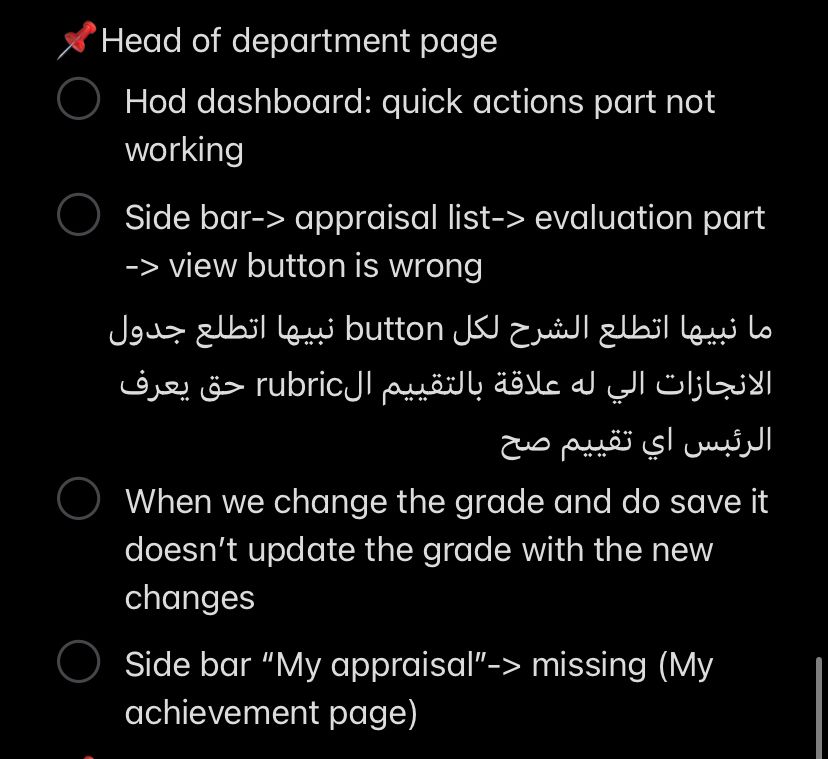 📌Head of department page
Hod dashboard: quick actions part not
working
Side bar-> appraisal list-> evaluation part
-> view button is wrong
ما نبيها اتطلع الشرح لكل button نبيها اتطلع جدول
الانجازات الي له علاقة بالتقييم الrubric حق يعرف
الرئبس اي تقييم صح
When we change the grade and do save it
doesn’t update the grade with the new
changes
Side bar “My appraisal”-> missing (My
achievement page)